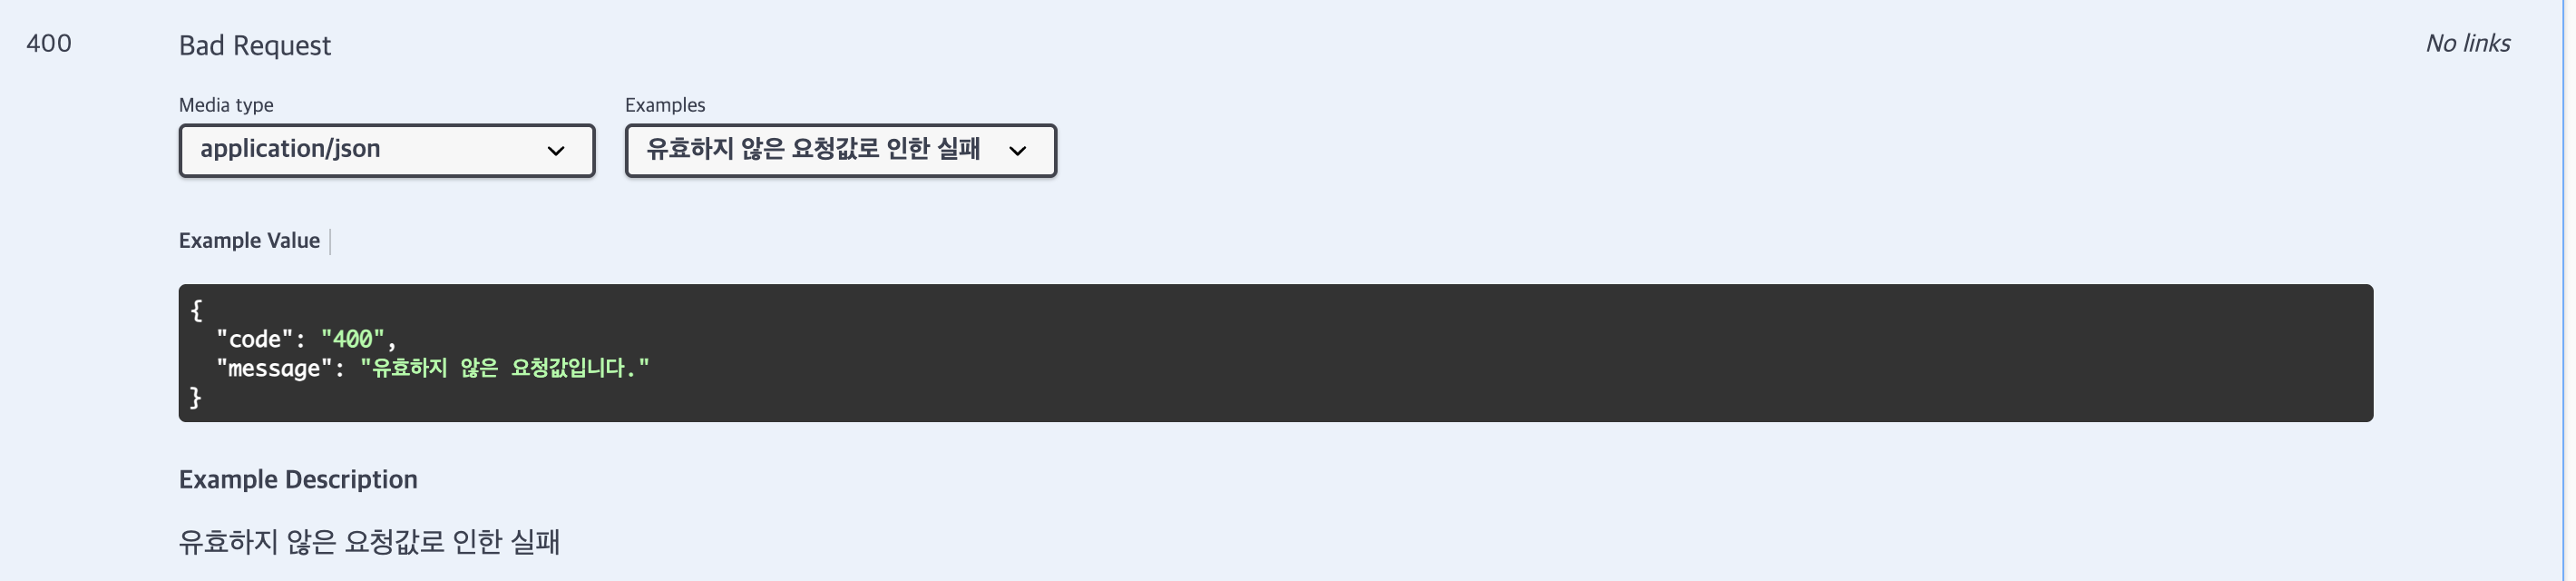 400 Bad Request No links
Media type Examples
application/json 유효하지 않은 요청값로 인한 실패
Example Value
{
"code": "400",
"message": "유효하지 않은 요청값입니다."
}
Example Description
유효하지 않은 요청값로 인한 실패